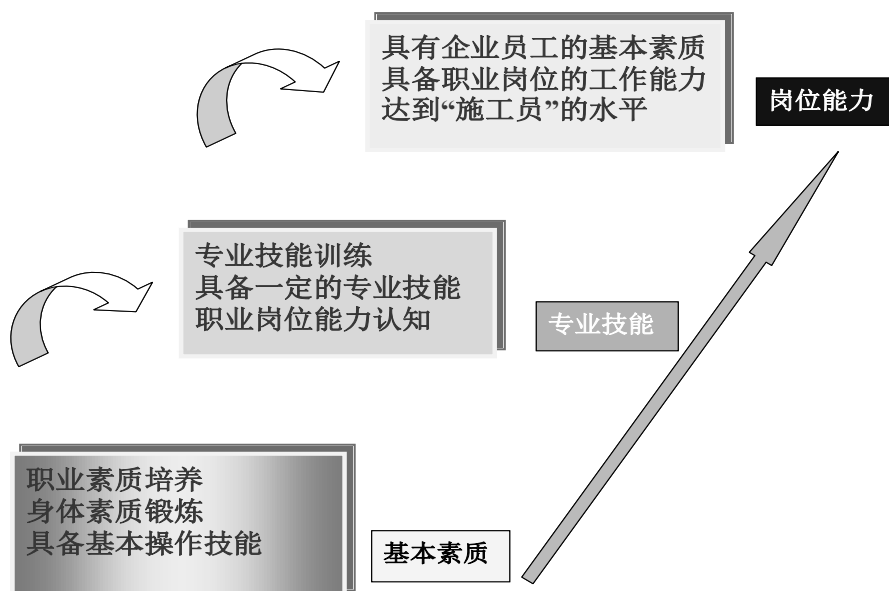 具有企业员工的基本素质
具备职业岗位的工作能力
达到“施工员”的水平
岗位能力
专业技能训练
具备一定的专业技能
职业岗位能力认知
专业技能
职业素质培养
身体素质锻炼
具备基本操作技能
基本素质